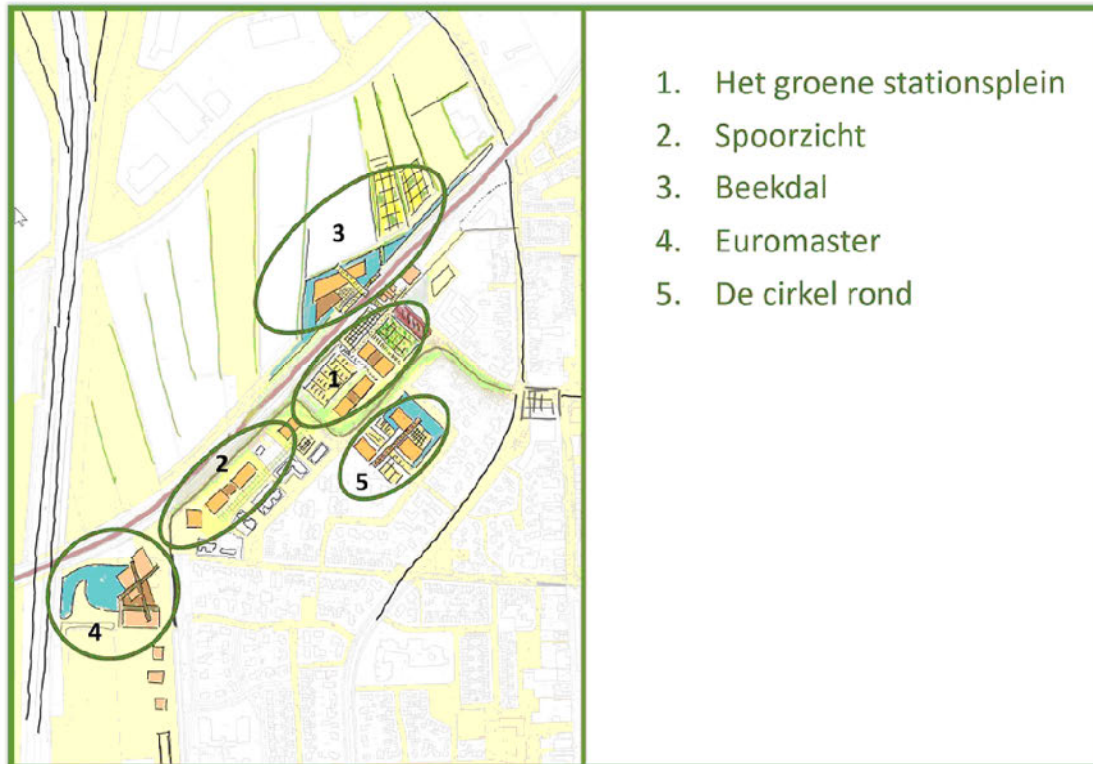 1. Het groene stationsplein
2. Spoorzicht
3. Beekdal
4. Euromaster
5. De cirkel rond
3
1
2
5
4